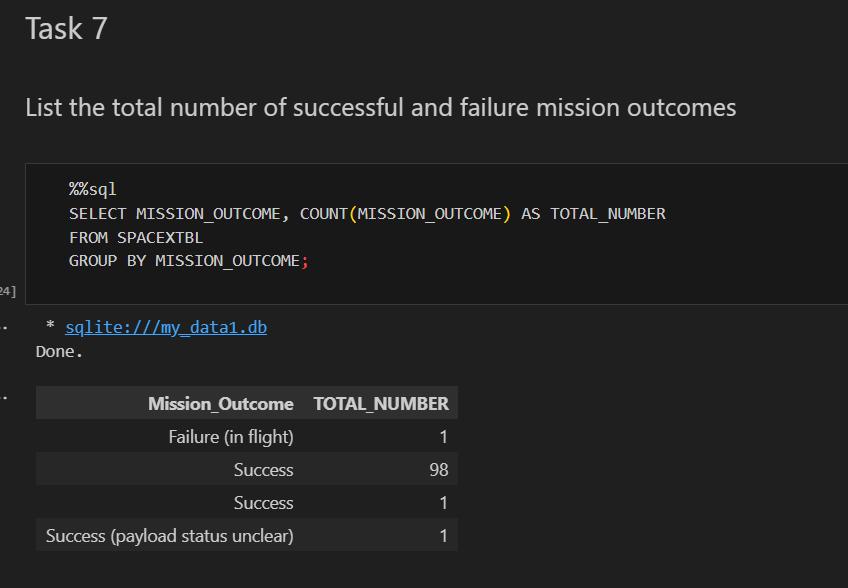 Task 7
List the total number of successful and failure mission outcomes
%%sql
SELECT MISSION_OUTCOME, COUNT(MISSION_OUTCOME) AS TOTAL_NUMBER
FROM SPACEXTBL
GROUP BY MISSION_OUTCOME;
24]
* sqlite:///my_data1.db
Done.
Mission_Outcome TOTAL_NUMBER
Failure (in flight) 1
Success 98
Success 1
Success (payload status unclear) 1